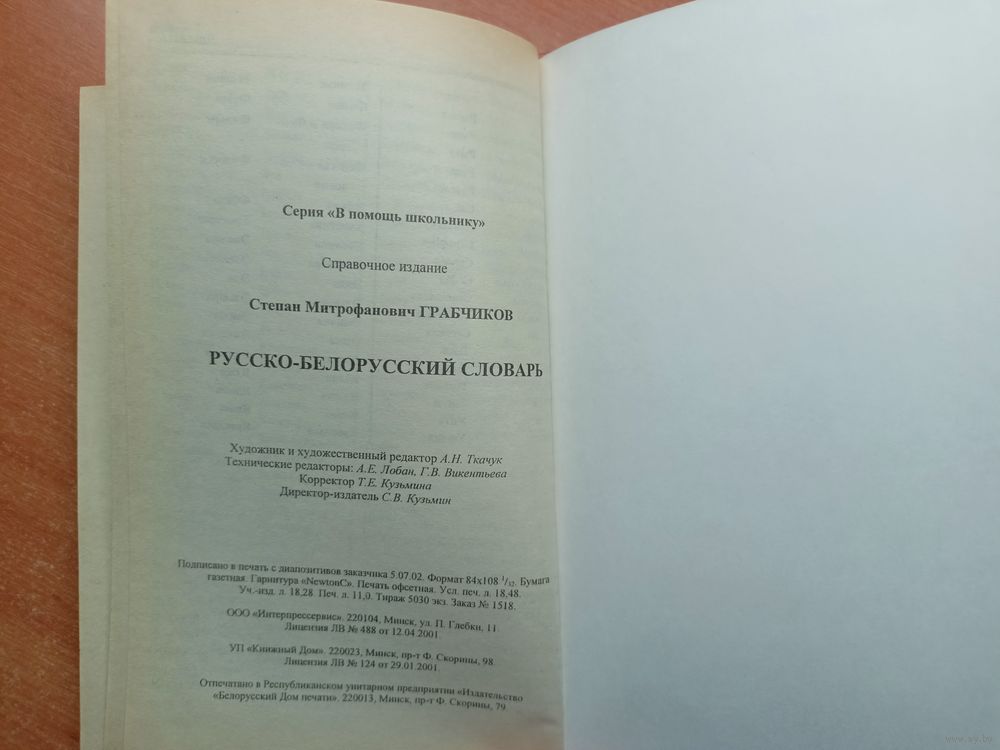 Серия «В помощь школьнику»
Справочное издание
Степан Митрофанович ГРАБЧИКОВ
РУССКО-БЕЛОРУССКИЙ СЛОВАРЬ
Художник и художественный редактор А.Н. Ткачук
Технические редакторы: А.Е. Лобан, Г.В. Викентьева
Корректор Т.Е. Кузьмина
Директор-издатель С.В. Кузьмин
Подписано в печать с диапозитивов заказчика 5.07.02. Формат 84х108 1/32. Бумага
газетная. Гарнитура «NewtonC». Печать офсетная. Усл. печ. л. 18,48.
Уч.-изд. л. 18,28. Печ. л. 11,0. Тираж 5030 экз. Заказ № 1518.
ООО «Интерпрессервис». 220104, Минск, ул. П. Глебки, 11.
Лицензия ЛВ № 488 от 12.04.2001.
УП «Книжный Дом». 220023, Минск, пр-т Ф. Скорины, 98.
Лицензия ЛВ № 124 от 29.01.2001.
Отпечатано в Республиканском унитарном предприятии «Издательство
«Белорусский Дом печати». 220013, Минск, пр-т Ф. Скорины, 79